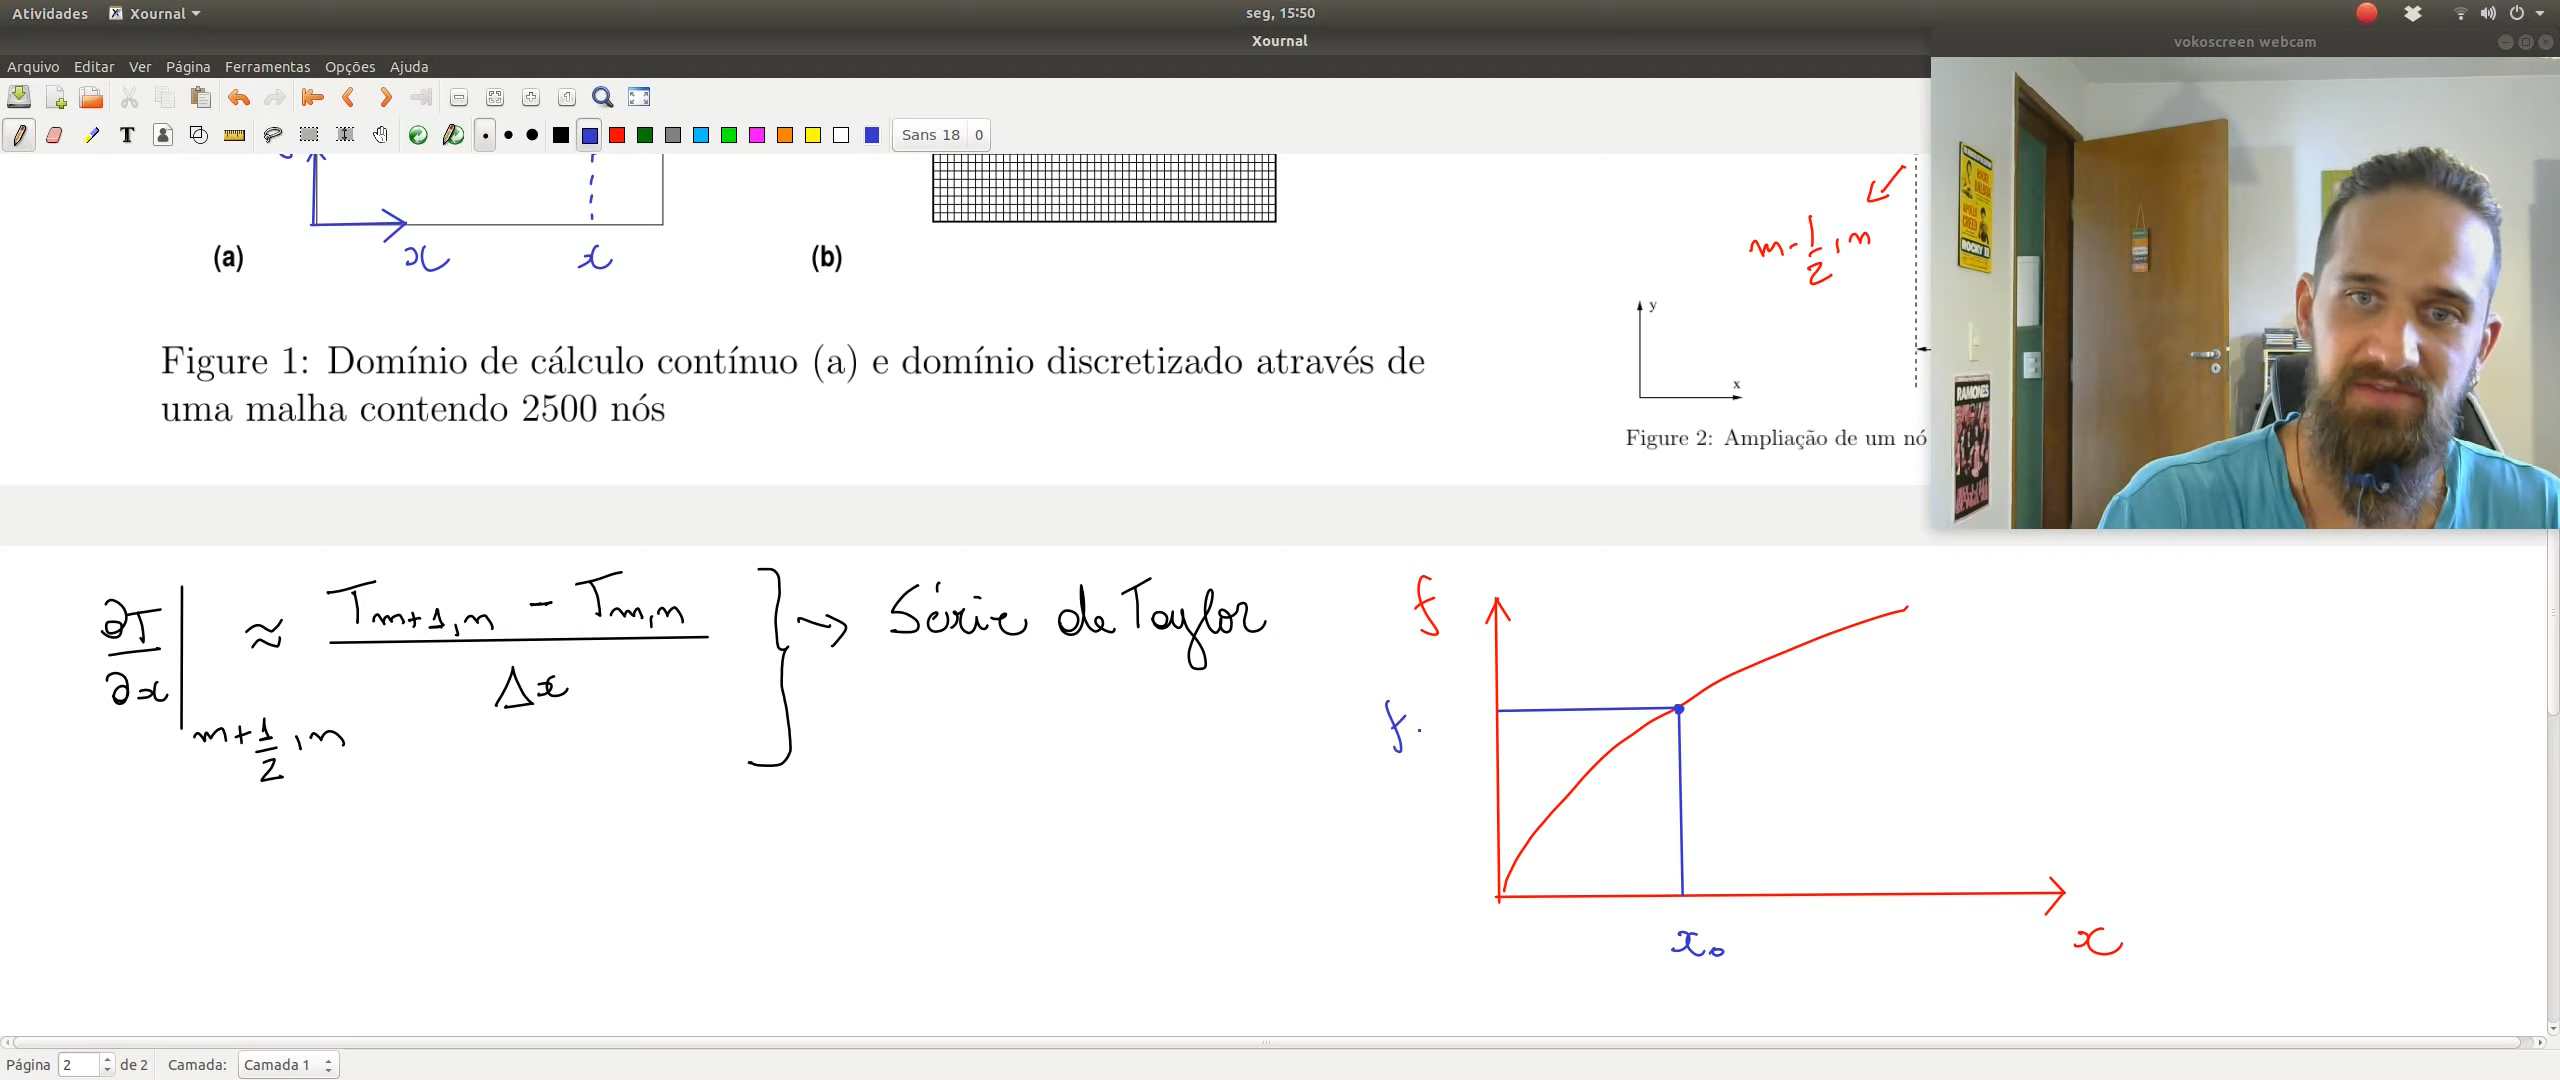 Atividades Xournal seg, 15:50
Xournal
vokoscreen webcam
Arquivo Editar Ver Página Ferramentas Opções Ajuda
Sans 18 0
(a) x x (b)
m-1/2,n
y
x
Figure 1: Domínio de cálculo contínuo (a) e domínio discretizado através de
uma malha contendo 2500 nós
Figure 2: Ampliação de um nó
ROCKY
RAMONES
∂T/∂x |m+1/2,n ≈ (Tm+1,n - Tm,n)/Δx } → Série de Taylor
f
f.
x₀
x
Página 2 de 2 Camada: Camada 1